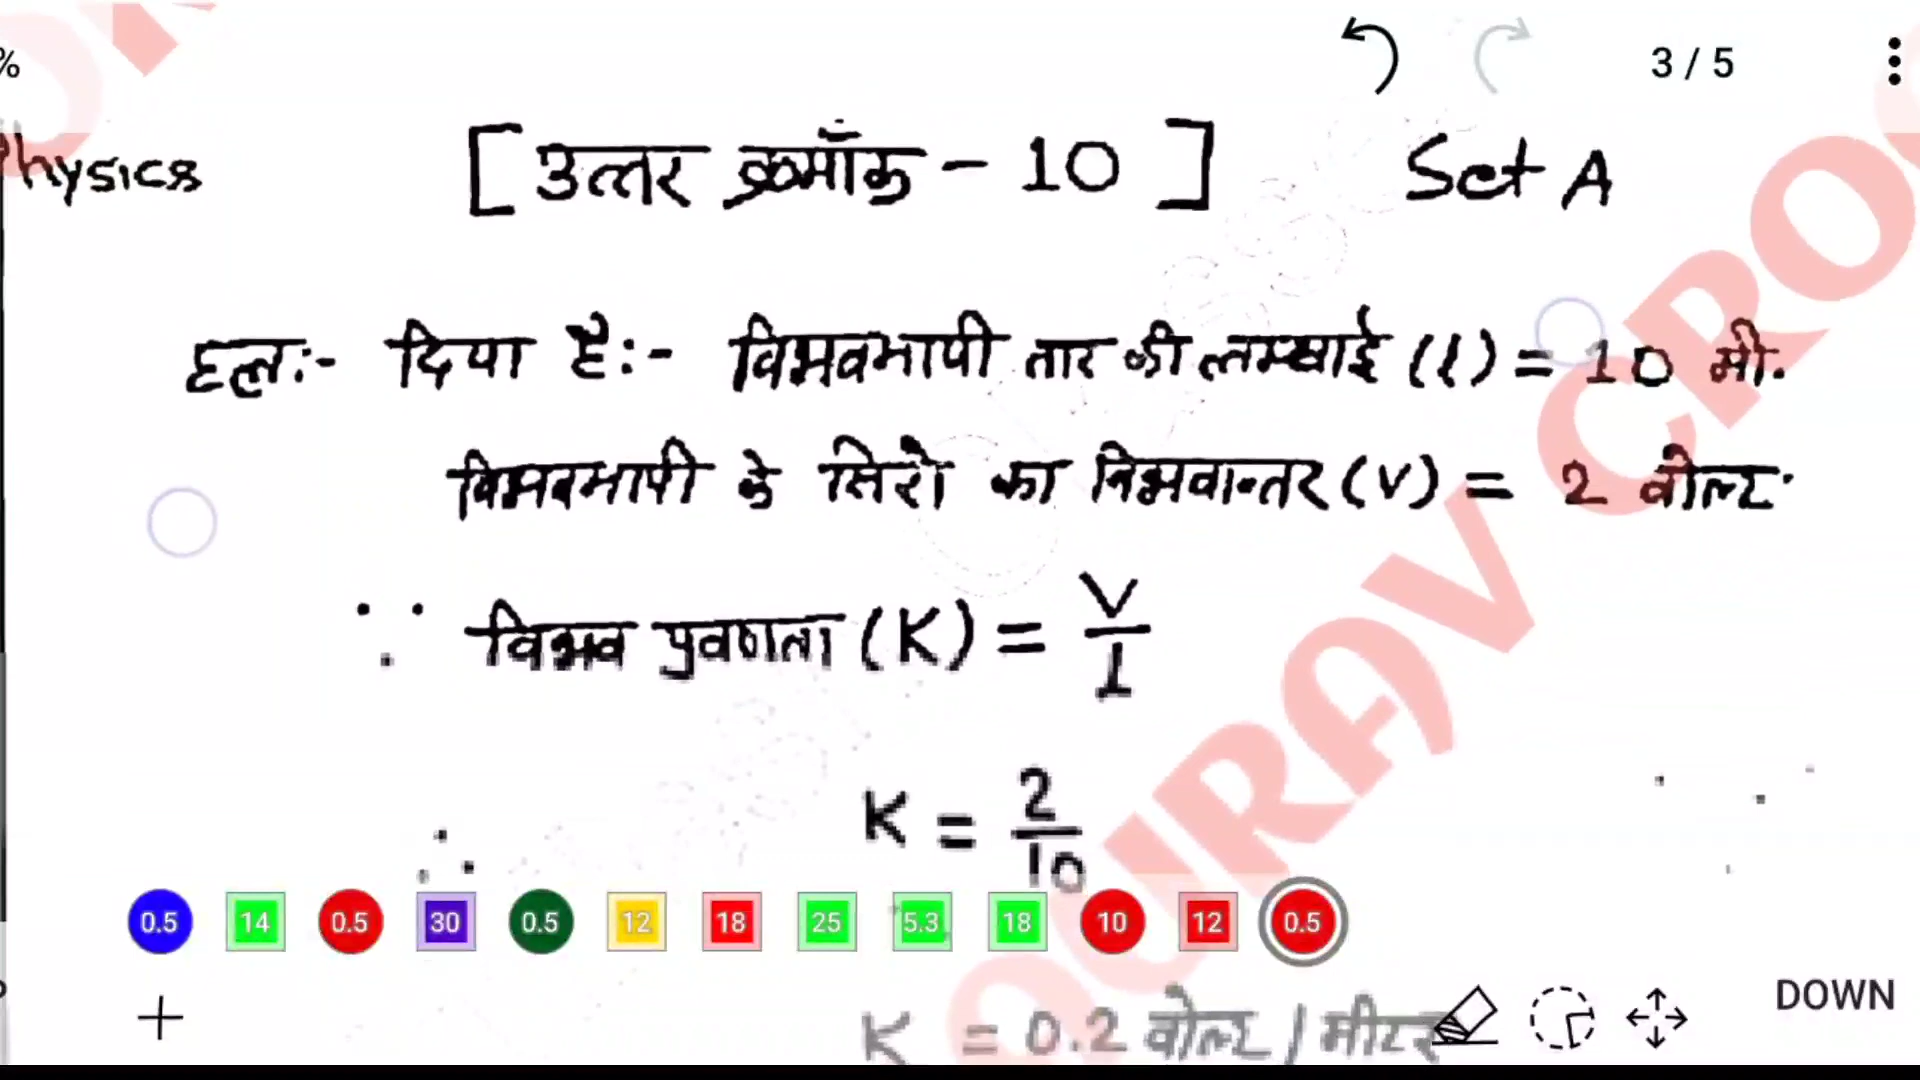 %
3 / 5
Physics [उत्तर क्रमाँक - 10] Set A
हल:- दिया है:- विभवमापी तार की लम्बाई (l) = 10 मी.
विभवमापी के सिरो का विभवान्तर (V) = 2 वोल्ट
∵ विभव प्रवणता (K) = V/l
∴ K = 2/10
0.5 14 0.5 30 0.5 12 18 25 5.3 18 10 12 0.5
DOWN
K = 0.2 वोल्ट / मीटर
OURAV CRO